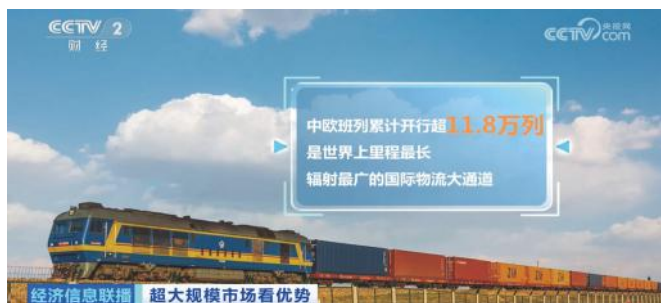 CCTV 2
财 经
央视网
CCTV com
中欧班列累计开行超11.8万列
是世界上里程最长
辐射最广的国际物流大通道
经济信息联播 超大规模市场看优势